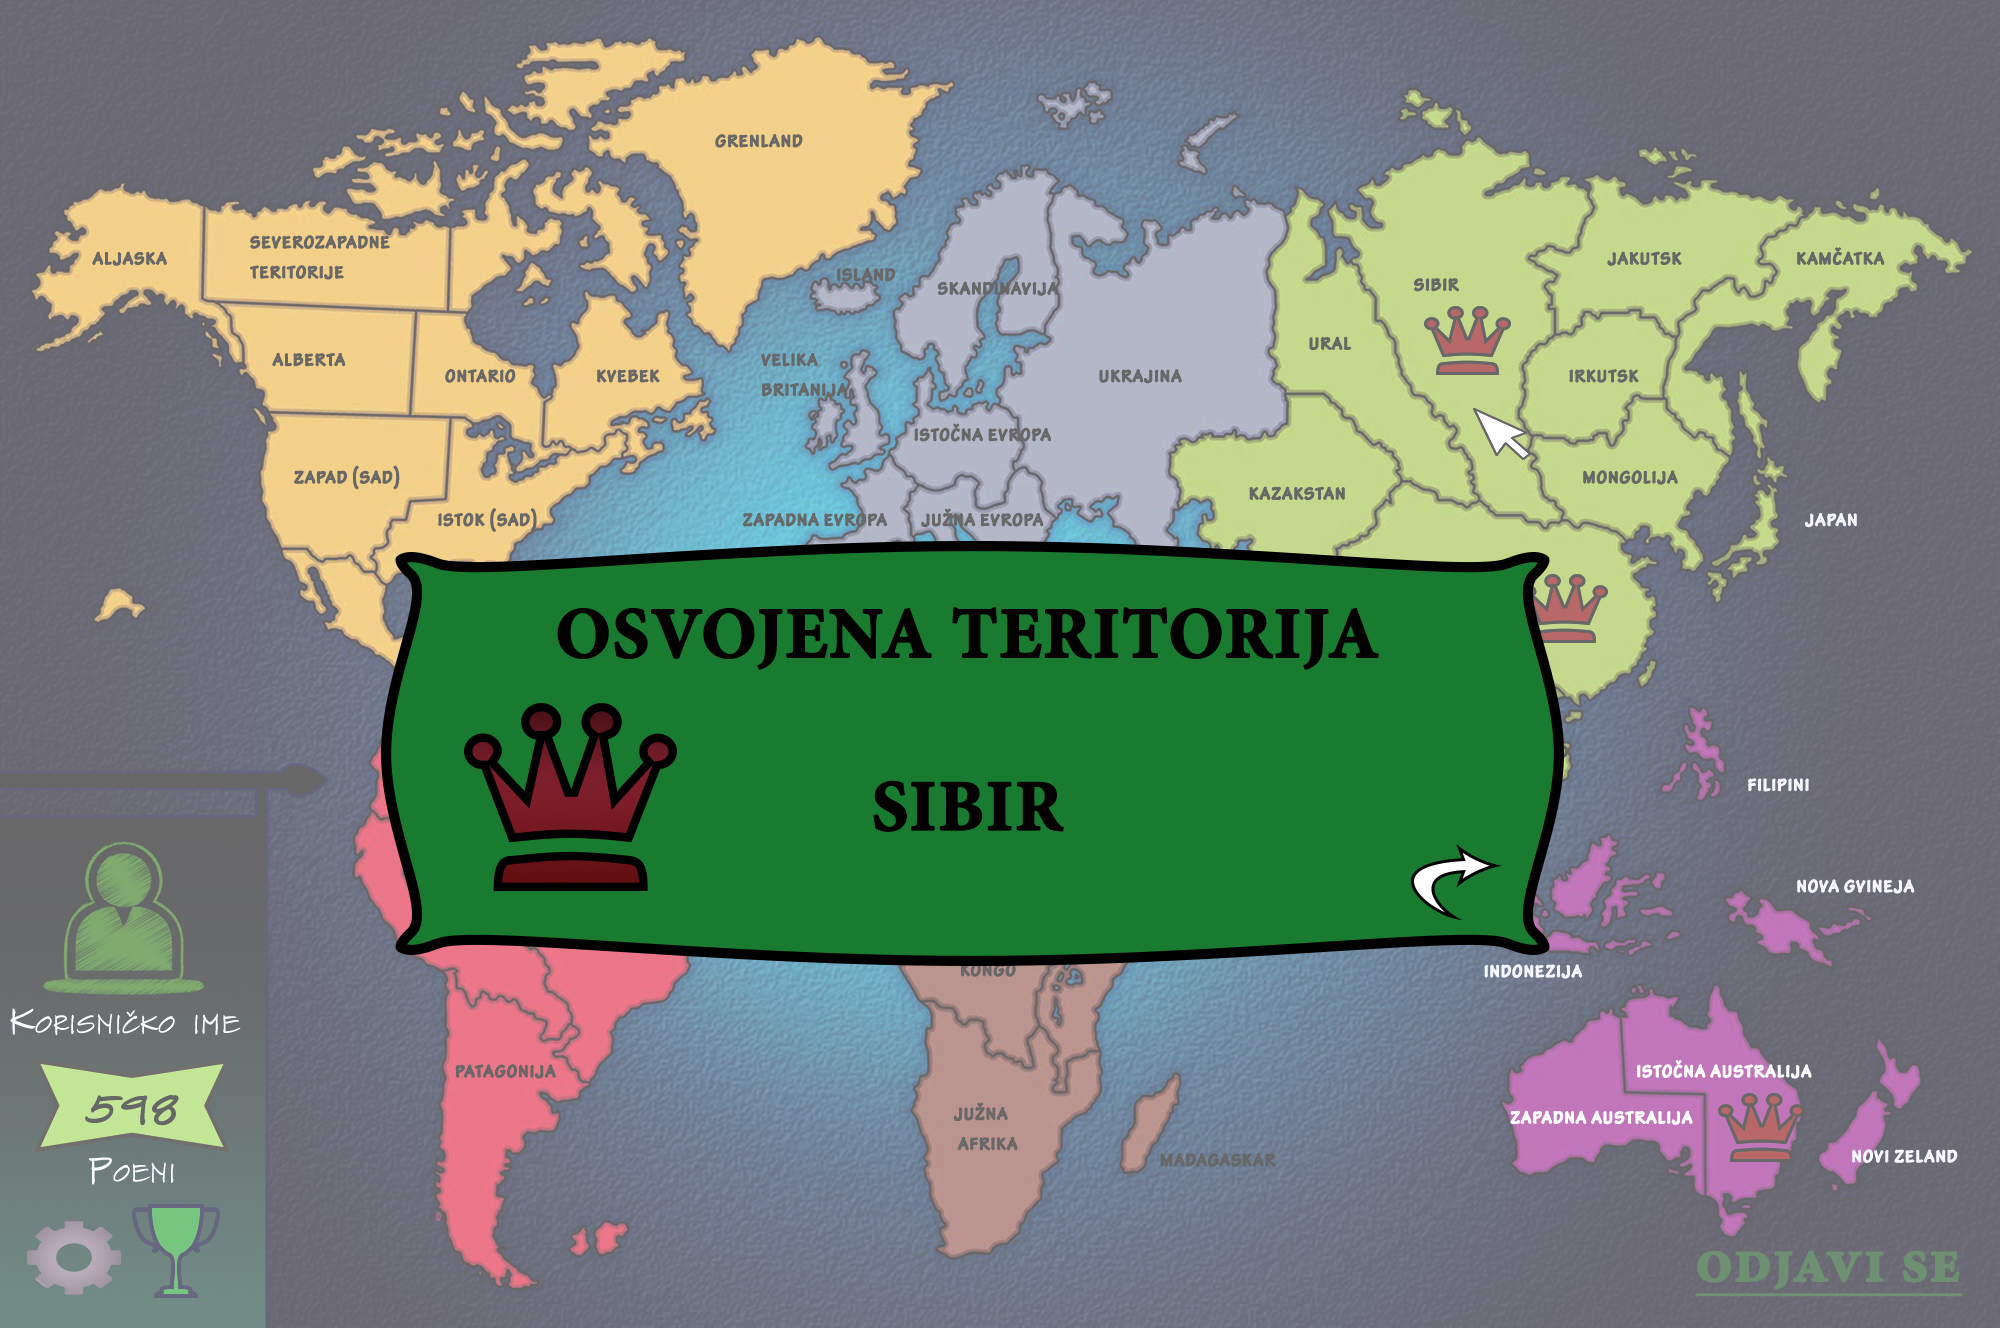 GRENLAND
SEVEROZAPADNE
TERITORIJE
ALJASKA
JAKUTSK
KAMČATKA
ISLAND
SKANDINAVIJA
SIBIR
URAL
ALBERTA
VELIKA
BRITANIJA
ONTARIO
KVEBEK
UKRAJINA
IRKUTSK
ISTOČNA EVROPA
ZAPAD (SAD)
MONGOLIJA
KAZAKSTAN
ISTOK (SAD)
ZAPADNA EVROPA
JUŽNA EVROPA
JAPAN
OSVOJENA TERITORIJA
SIBIR
FILIPINI
NOVA GVINEJA
KONGO
INDONEZIJA
KORISNIČKO IME
PATAGONIJA
ISTOČNA AUSTRALIJA
598
JUŽNA
AFRIKA
ZAPADNA AUSTRALIJA
MADAGASKAR
NOVI ZELAND
POENI
ODJAVI SE